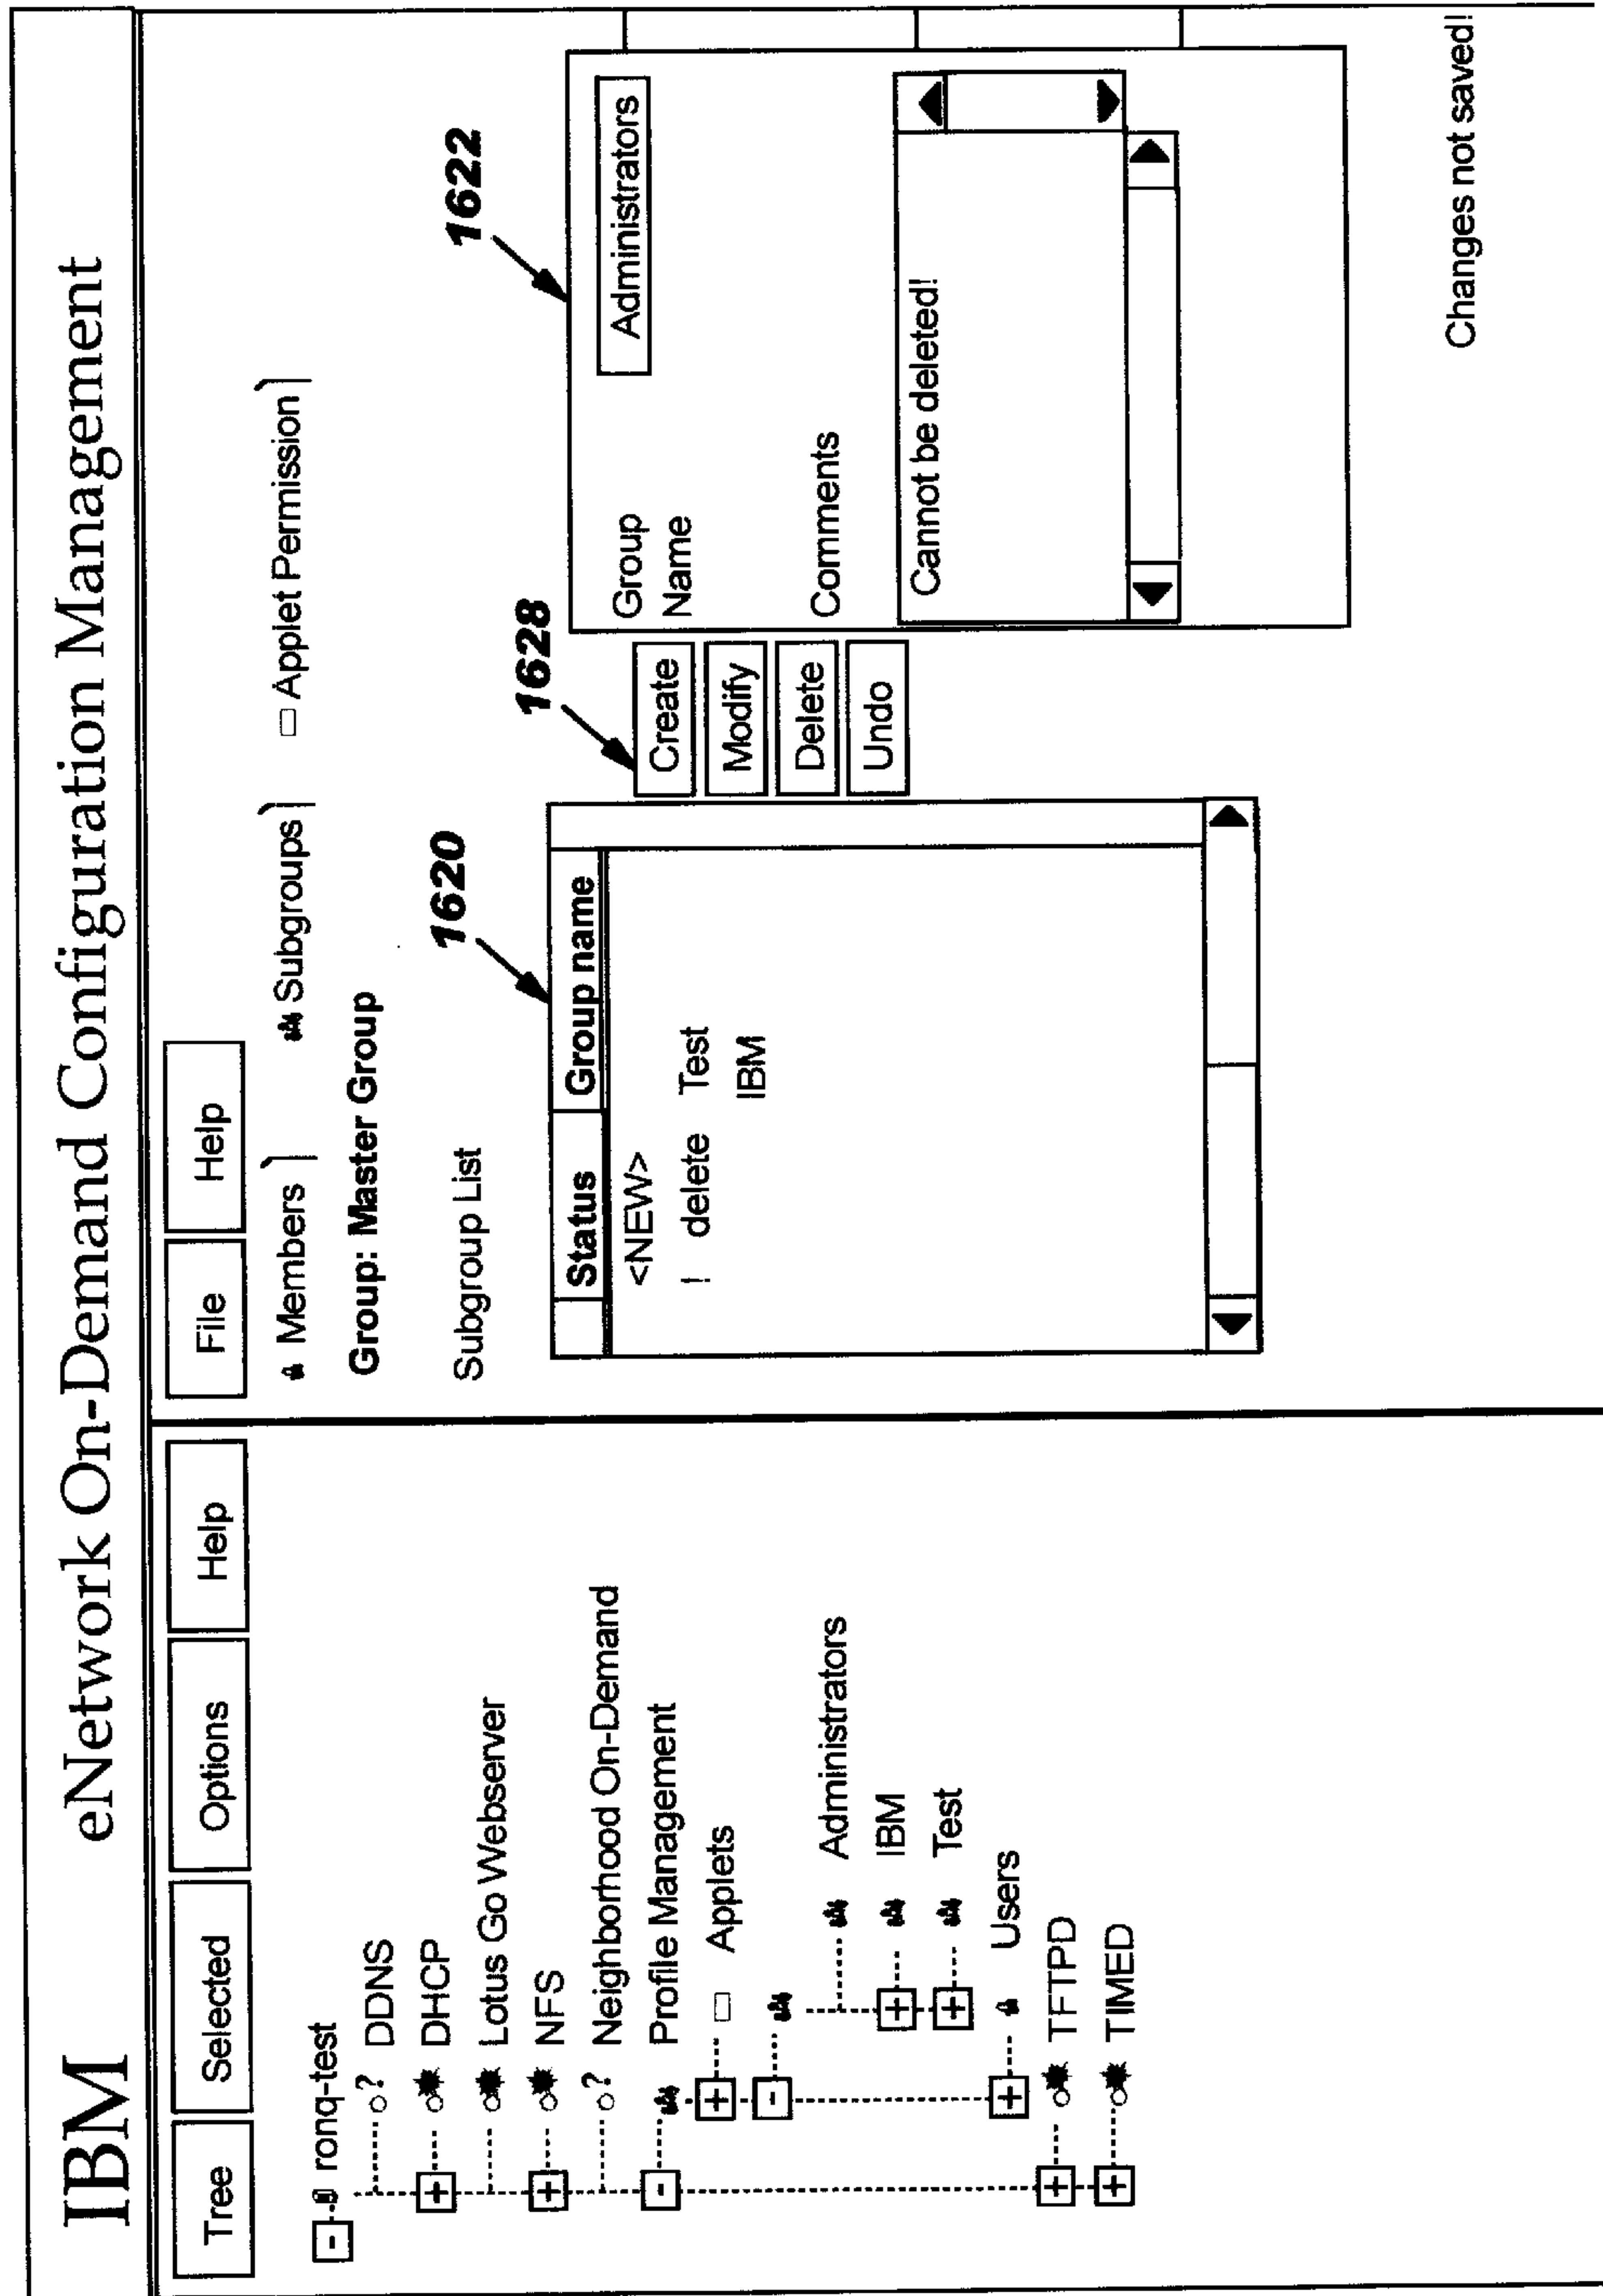 IBM eNetwork On-Demand Configuration Management
Tree Selected Options Help
File Help
- ronq-test
? DDNS
+ DHCP
Lotus Go Webserver
+ NFS
? Neighborhood On-Demand
- Profile Management
+ Applets
-
Administrators
+ IBM
+ Test
+ Users
+ TFTPD
+ TIMED
Members Subgroups Applet Permission
Group: Master Group
Subgroup List
1620
Status Group name
<NEW>
! delete Test
IBM
1628
Create
Modify
Delete
Undo
1622
Group
Name
Administrators
Comments
Cannot be deleted!
Changes not saved!